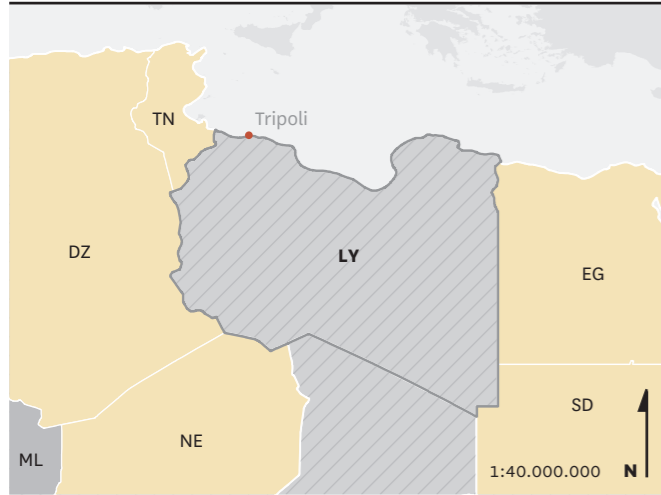 Tripoli
TN
DZ
LY
EG
SD
NE
ML
1:40.000.000 N